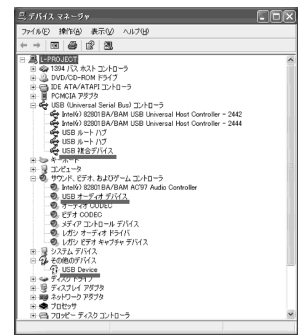 デバイス マネージャ
ファイル(F) 操作(A) 表示(V) ヘルプ(H)
L-PROJECT
1394 バス ホスト コントローラ
DVD/CD-ROM ドライブ
IDE ATA/ATAPI コントローラ
PCMCIA アダプタ
USB (Universal Serial Bus) コントローラ
Intel(r) 82801BA/BAM USB Universal Host Controller - 2442
Intel(r) 82801BA/BAM USB Universal Host Controller - 2444
USB ルート ハブ
USB ルート ハブ
USB 複合デバイス
キーボード
コンピュータ
サウンド、ビデオ、およびゲーム コントローラ
Intel(r) 82801BA/BAM AC'97 Audio Controller
USB オーディオ デバイス
オーディオ CODEC
ビデオ CODEC
メディア コントロール デバイス
レガシ オーディオ ドライバ
レガシ ビデオ キャプチャ デバイス
システム デバイス
その他のデバイス
USB Device
ディスク ドライブ
ディスプレイ アダプタ
ネットワーク アダプタ
プロセッサ
フロッピー ディスク コントローラ